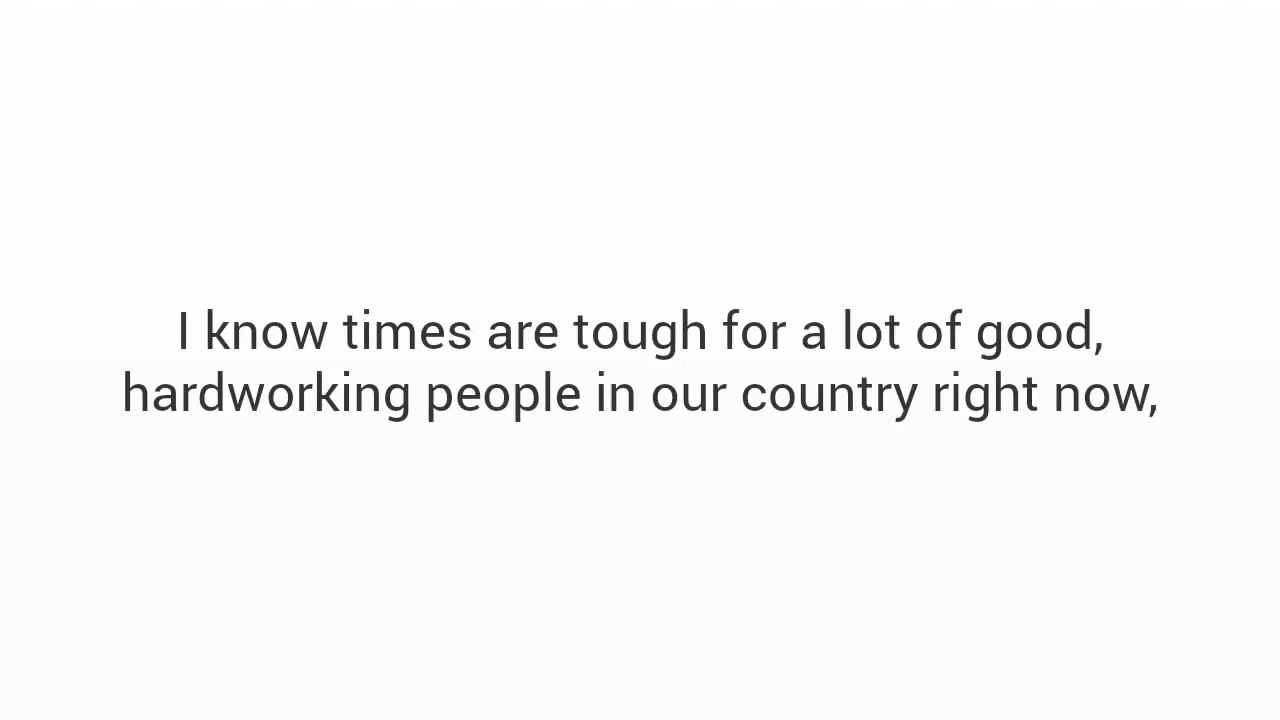 I know times are tough for a lot of good,
hardworking people in our country right now,